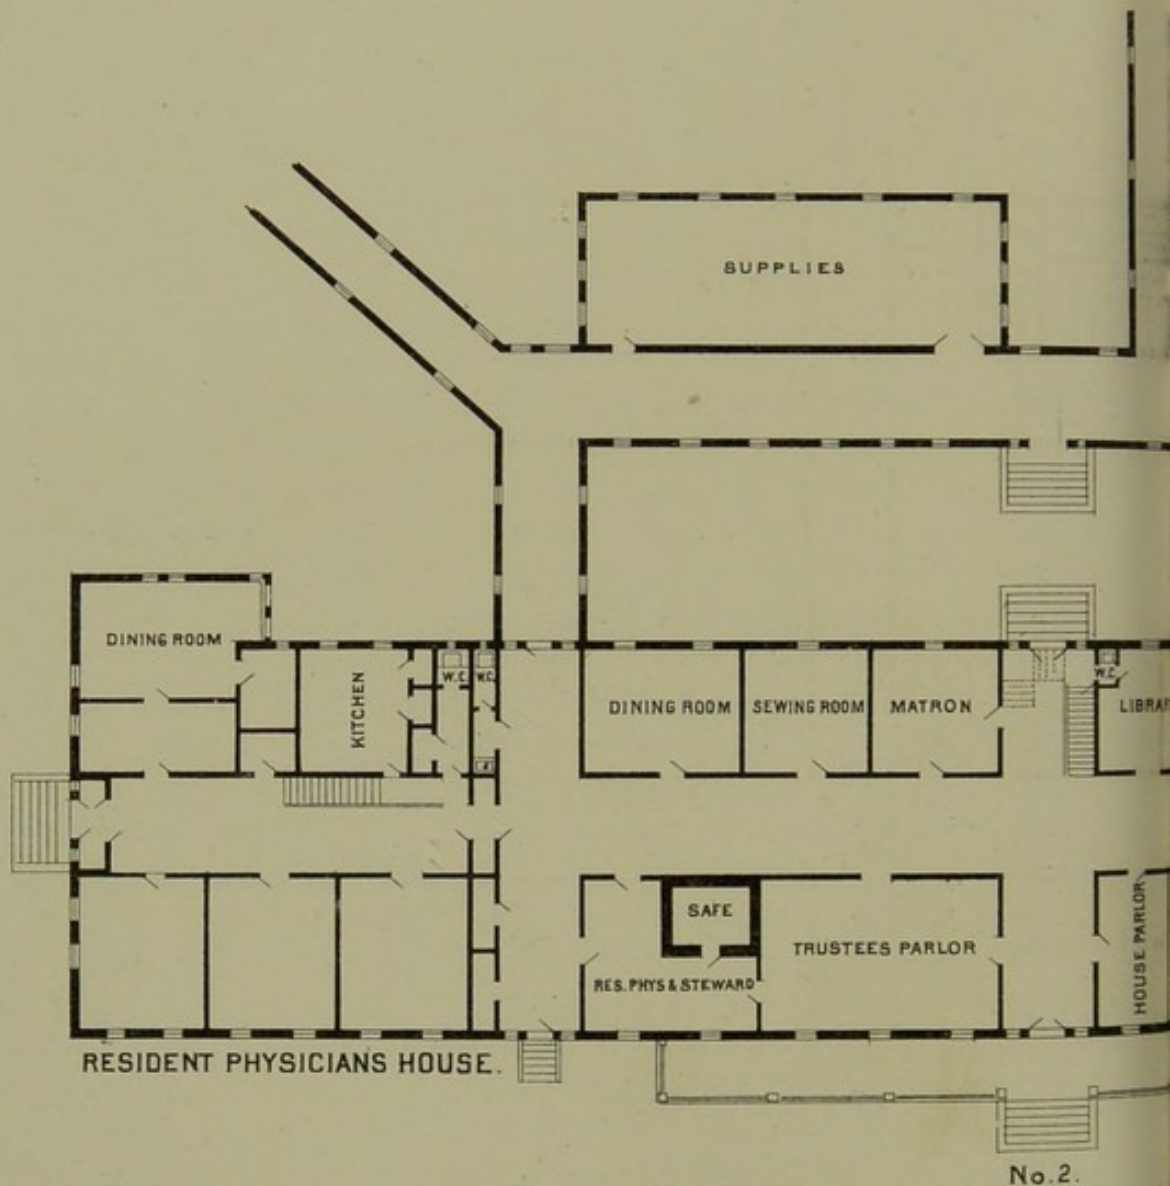 SUPPLIES
DINING ROOM
KITCHEN
W.C.
W.C.
DINING ROOM
SEWING ROOM
MATRON
W.C.
LIBRA
SAFE
TRUSTEES PARLOR
RES. PHYS & STEWARD
HOUSE PARLOR
RESIDENT PHYSICIANS HOUSE.
No. 2.